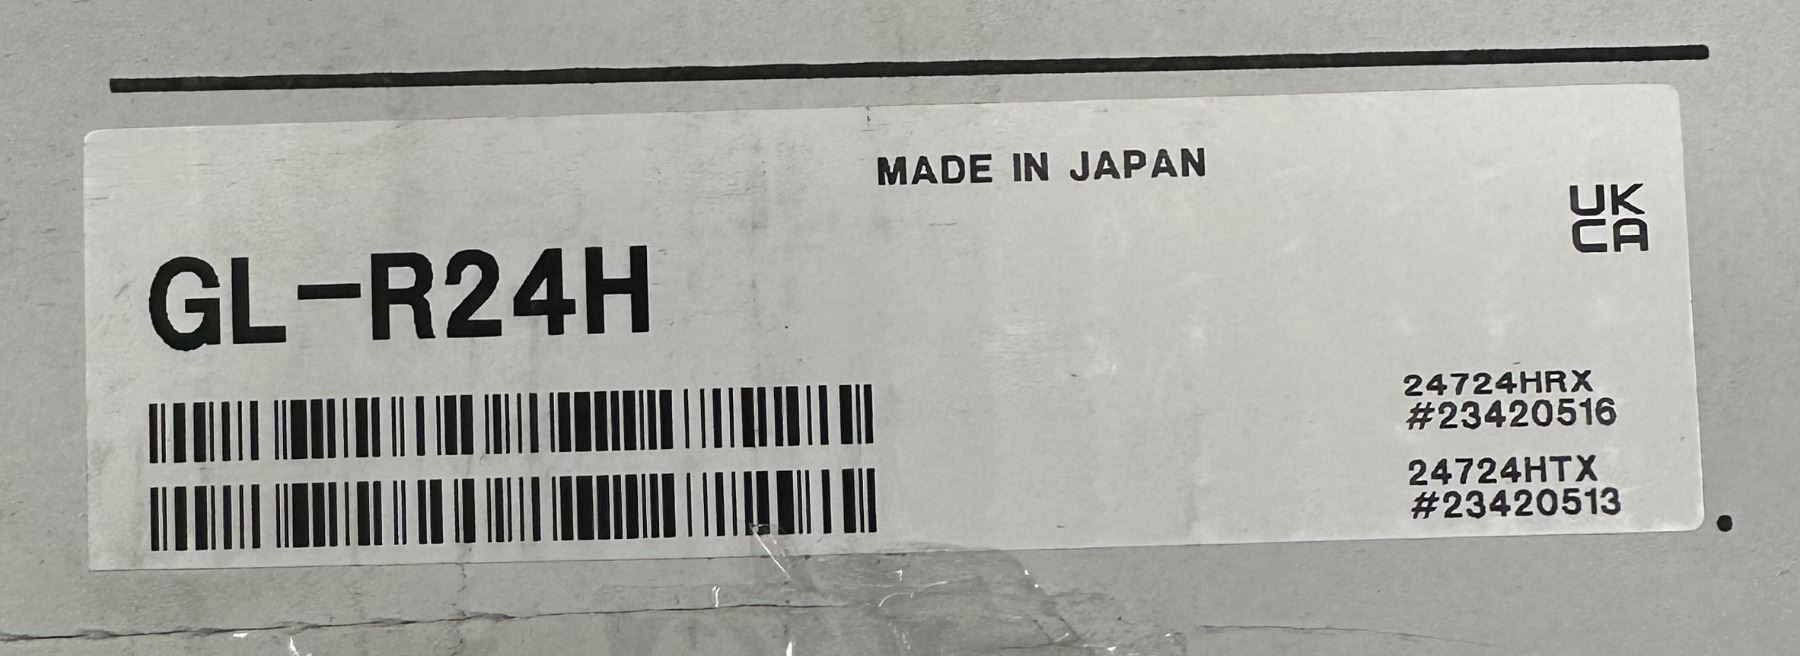 MADE IN JAPAN
UK
CA
GL-R24H
24724HRX
#23420516
24724HTX
#23420513